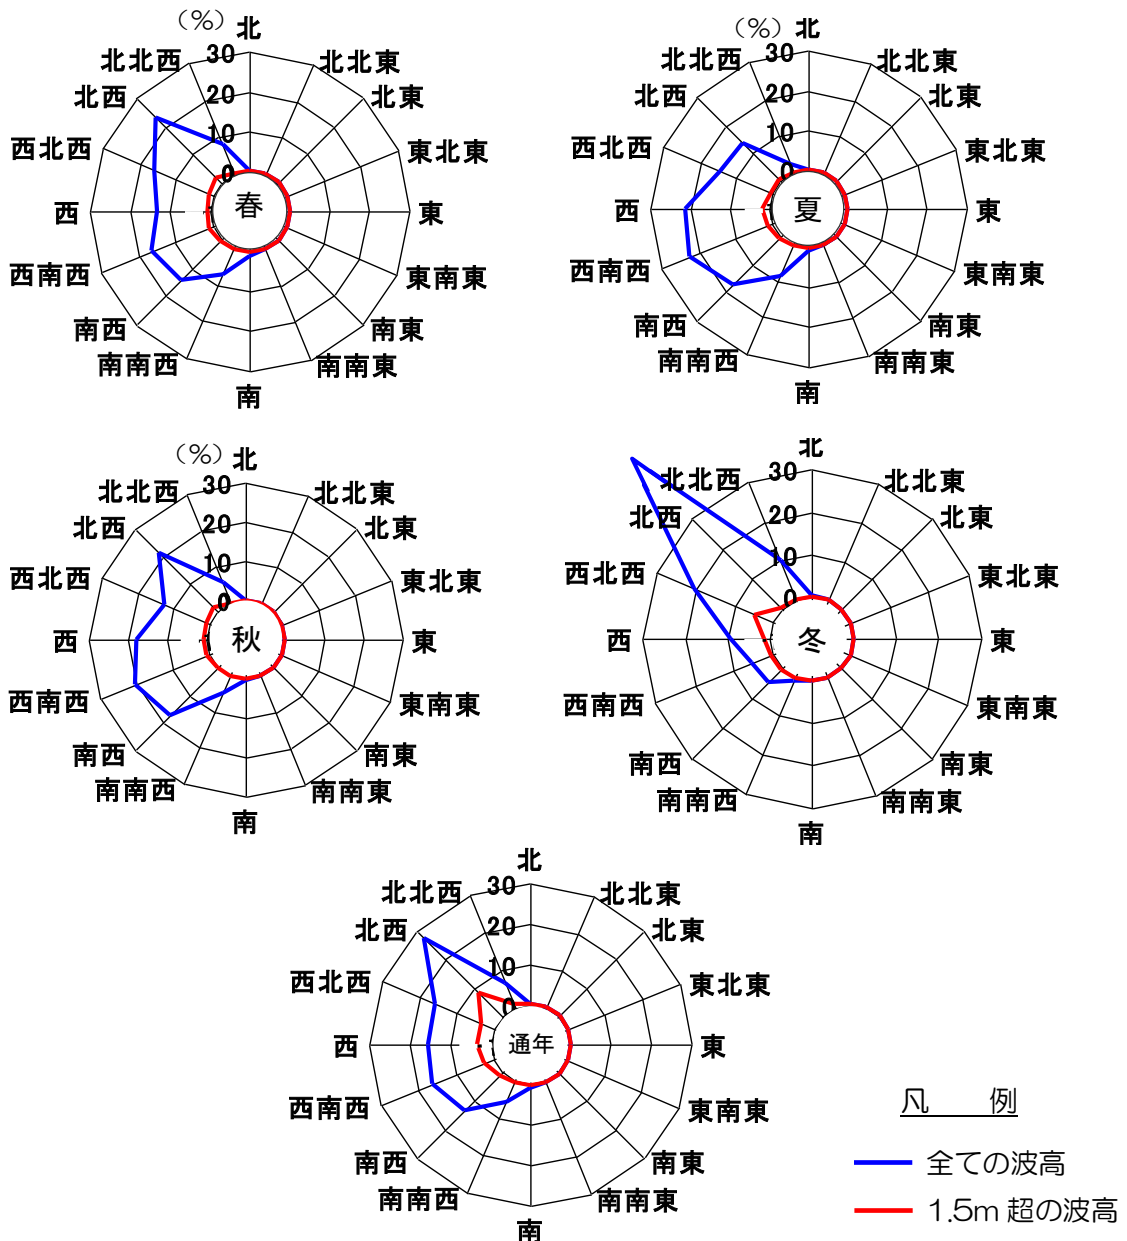 (%)
北
30
20
10
0
北北東
北東
東北東
東
東南東
南東
南南東
南
南南西
南西
西南西
西
西北西
北西
北北西
春
(%)
北
30
20
10
0
北北東
北東
東北東
東
東南東
南東
南南東
南
南南西
南西
西南西
西
西北西
北西
北北西
夏
(%)
北
30
20
10
0
北北東
北東
東北東
東
東南東
南東
南南東
南
南南西
南西
西南西
西
西北西
北西
北北西
秋
北
30
20
10
0
北北東
北東
東北東
東
東南東
南東
南南東
南
南南西
南西
西南西
西
西北西
北西
北北西
冬
北
30
20
10
0
北北東
北東
東北東
東
東南東
南東
南南東
南
南南西
南西
西南西
西
西北西
北西
北北西
通年
凡 例
全ての波高
1.5m 超の波高